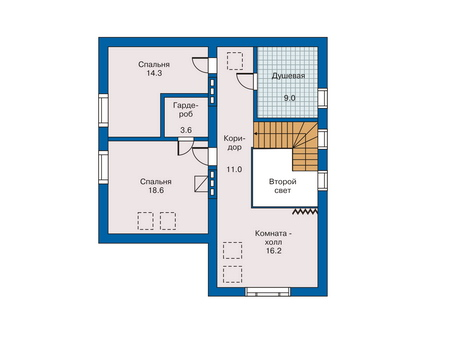 Спальня
14.3
Душевая
9.0
Гарде-
роб
3.6
Кори-
дор
11.0
Спальня
18.6
Второй
свет
Комната -
холл
16.2